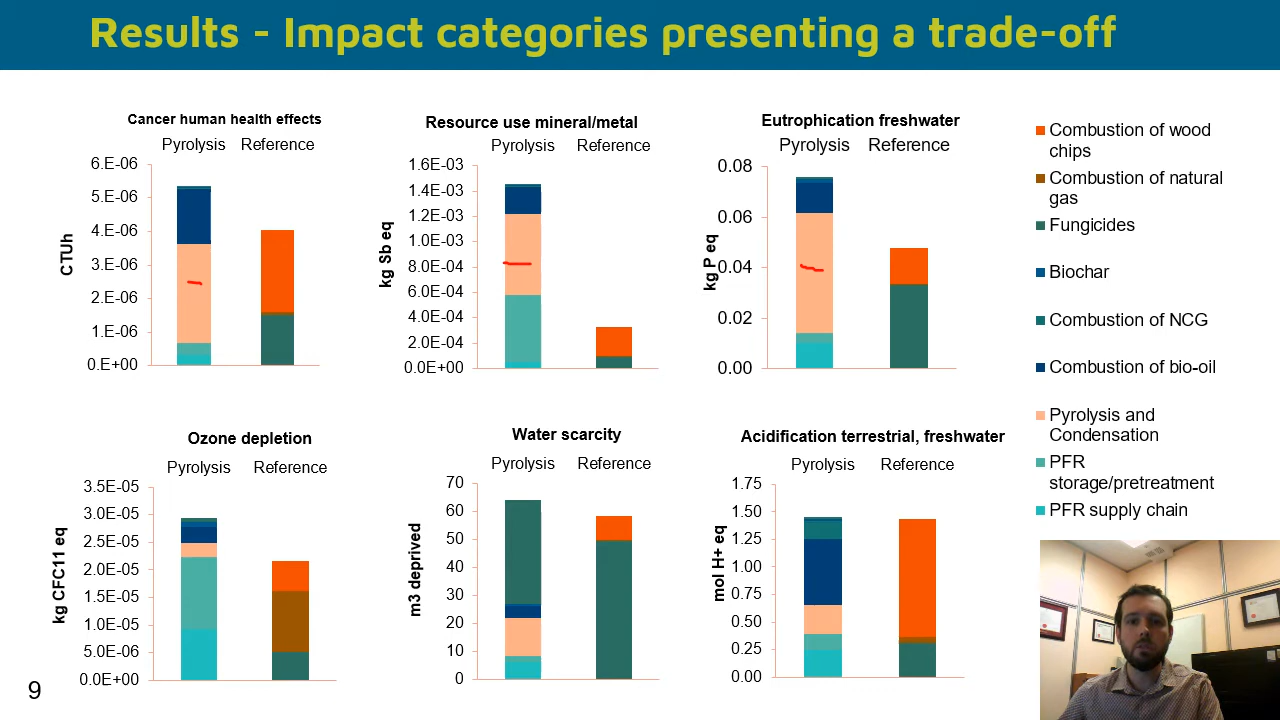 Results - Impact categories presenting a trade-off
Cancer human health effects
Pyrolysis Reference
6.E-06
5.E-06
4.E-06
3.E-06
2.E-06
1.E-06
0.E+00
CTUh
Resource use mineral/metal
Pyrolysis Reference
1.6E-03
1.4E-03
1.2E-03
1.0E-03
8.0E-04
6.0E-04
4.0E-04
2.0E-04
0.0E+00
kg Sb eq
Eutrophication freshwater
Pyrolysis Reference
0.08
0.06
0.04
0.02
0.00
kg P eq
Ozone depletion
Pyrolysis Reference
3.5E-05
3.0E-05
2.5E-05
2.0E-05
1.5E-05
1.0E-05
5.0E-06
0.0E+00
kg CFC11 eq
Water scarcity
Pyrolysis Reference
70
60
50
40
30
20
10
0
m3 deprived
Acidification terrestrial, freshwater
Pyrolysis Reference
1.75
1.50
1.25
1.00
0.75
0.50
0.25
0.00
mol H+ eq
Combustion of wood
chips
Combustion of natural
gas
Fungicides
Biochar
Combustion of NCG
Combustion of bio-oil
Pyrolysis and
Condensation
PFR
storage/pretreatment
PFR supply chain
9